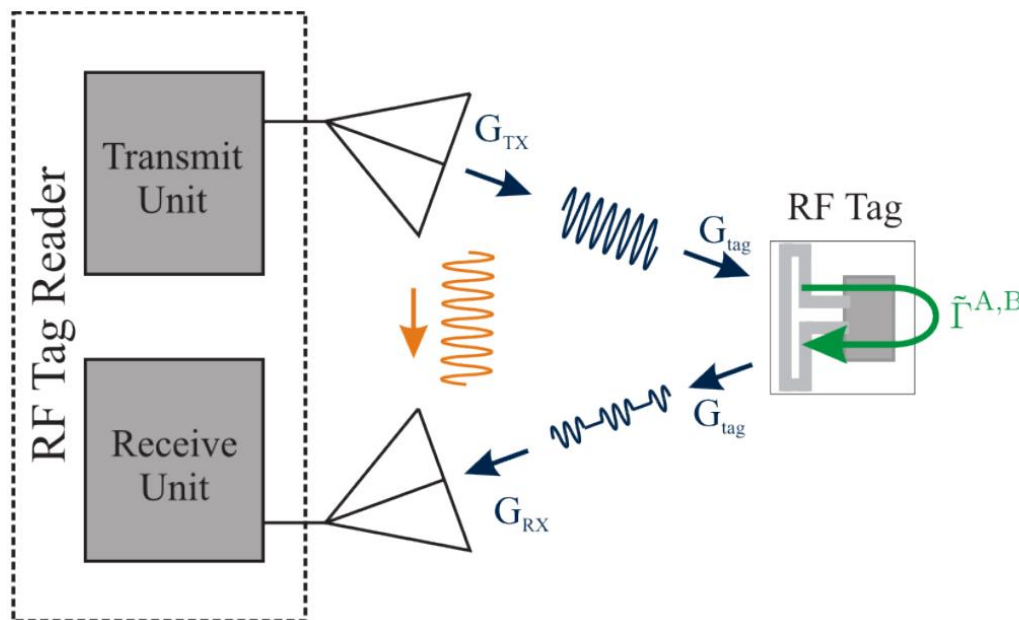 RF Tag Reader
Transmit
Unit
Receive
Unit
G_TX
G_tag
RF Tag
Γ̃^A,B
G_tag
G_RX